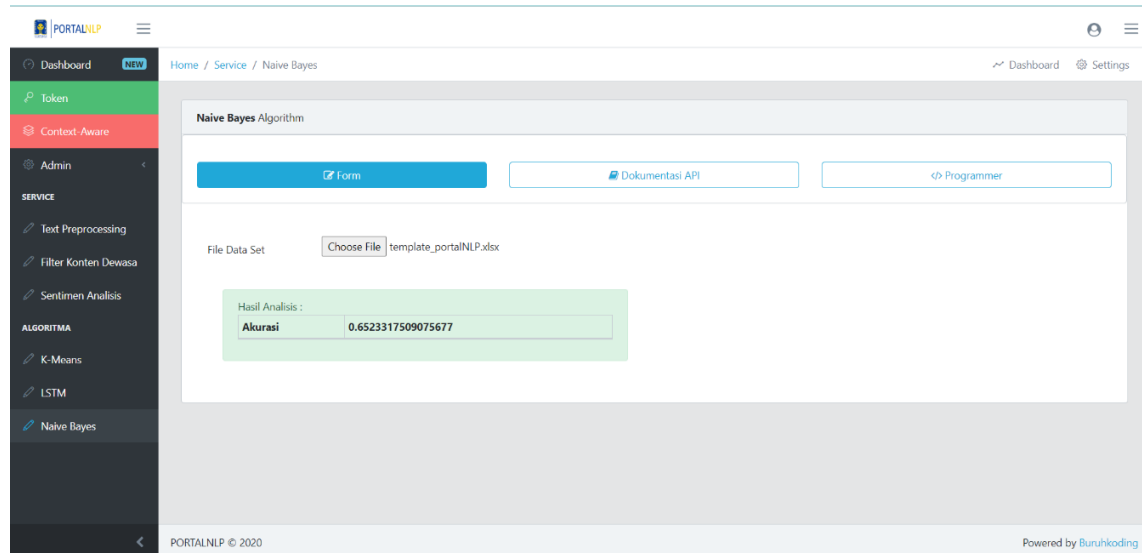 PORTALNLP
Dashboard NEW
Token
Context-Aware
Admin
SERVICE
Text Preprocessing
Filter Konten Dewasa
Sentimen Analisis
ALGORITMA
K-Means
LSTM
Naive Bayes
Home / Service / Naive Bayes
Dashboard Settings
Naive Bayes Algorithm
Form Dokumentasi API </> Programmer
File Data Set Choose File template_portalNLP.xlsx
Hasil Analisis :
Akurasi 0.6523317509075677
PORTALNLP © 2020 Powered by Buruhkoding